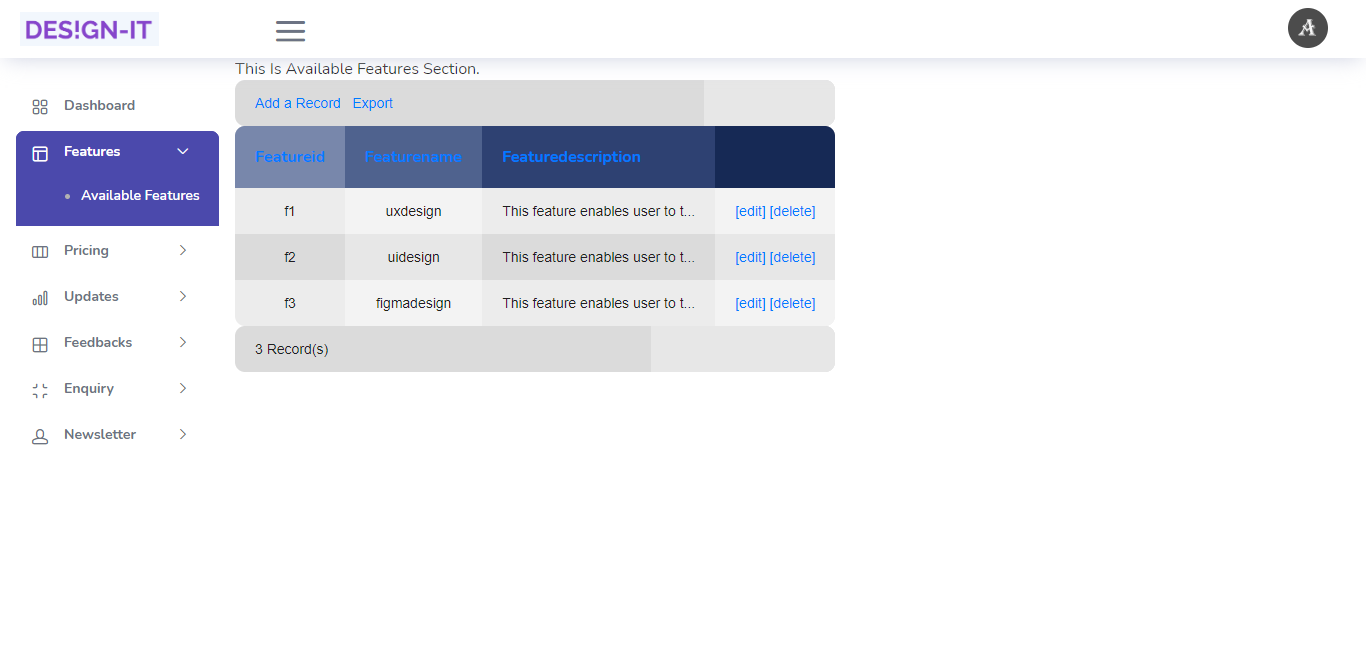 DES!GN-IT
A
This Is Available Features Section.
Dashboard
Features
Available Features
Pricing
Updates
Feedbacks
Enquiry
Newsletter
Add a Record Export
Featureid Featurename Featuredescription
f1 uxdesign This feature enables user to t... [edit] [delete]
f2 uidesign This feature enables user to t... [edit] [delete]
f3 figmadesign This feature enables user to t... [edit] [delete]
3 Record(s)